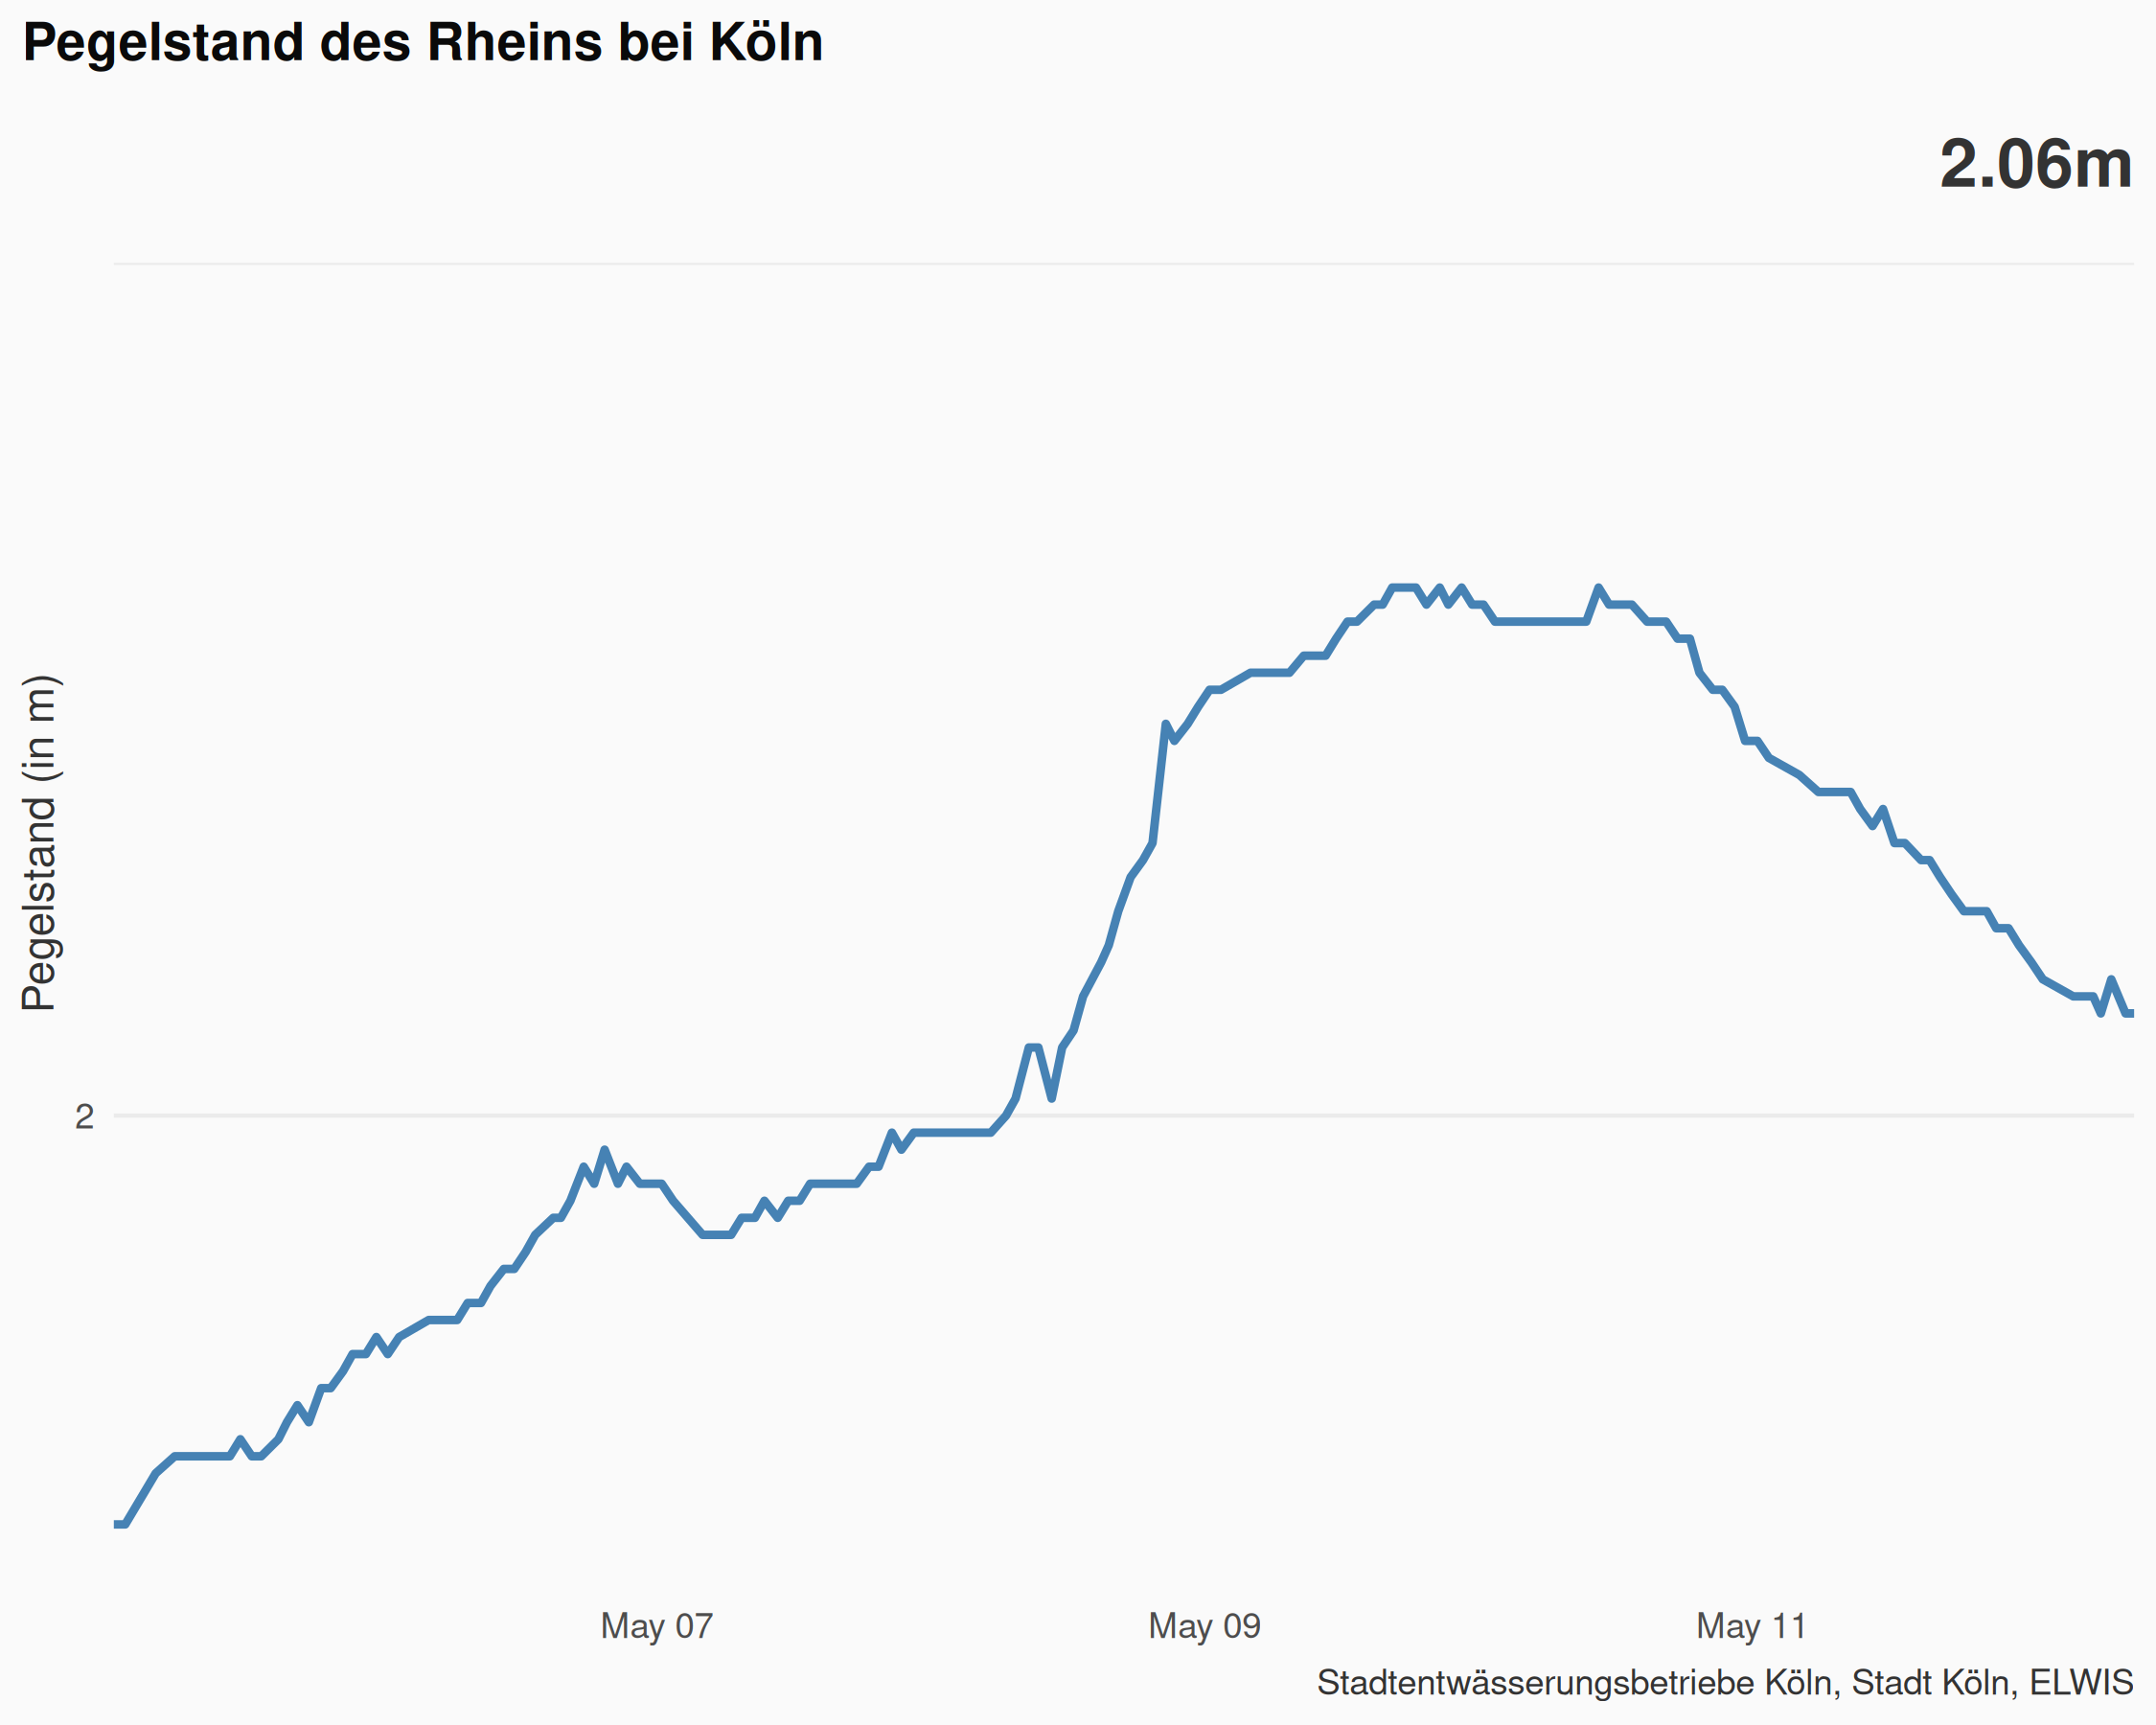 Pegelstand des Rheins bei Köln
2.06m
Pegelstand (in m)
2
May 07
May 09
May 11
Stadtentwässerungsbetriebe Köln, Stadt Köln, ELWIS